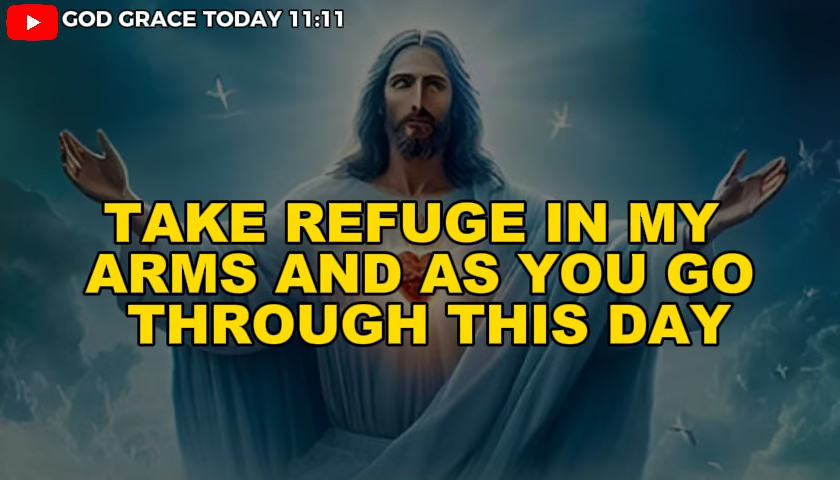 GOD GRACE TODAY 11:11
TAKE REFUGE IN MY
ARMS AND AS YOU GO
THROUGH THIS DAY